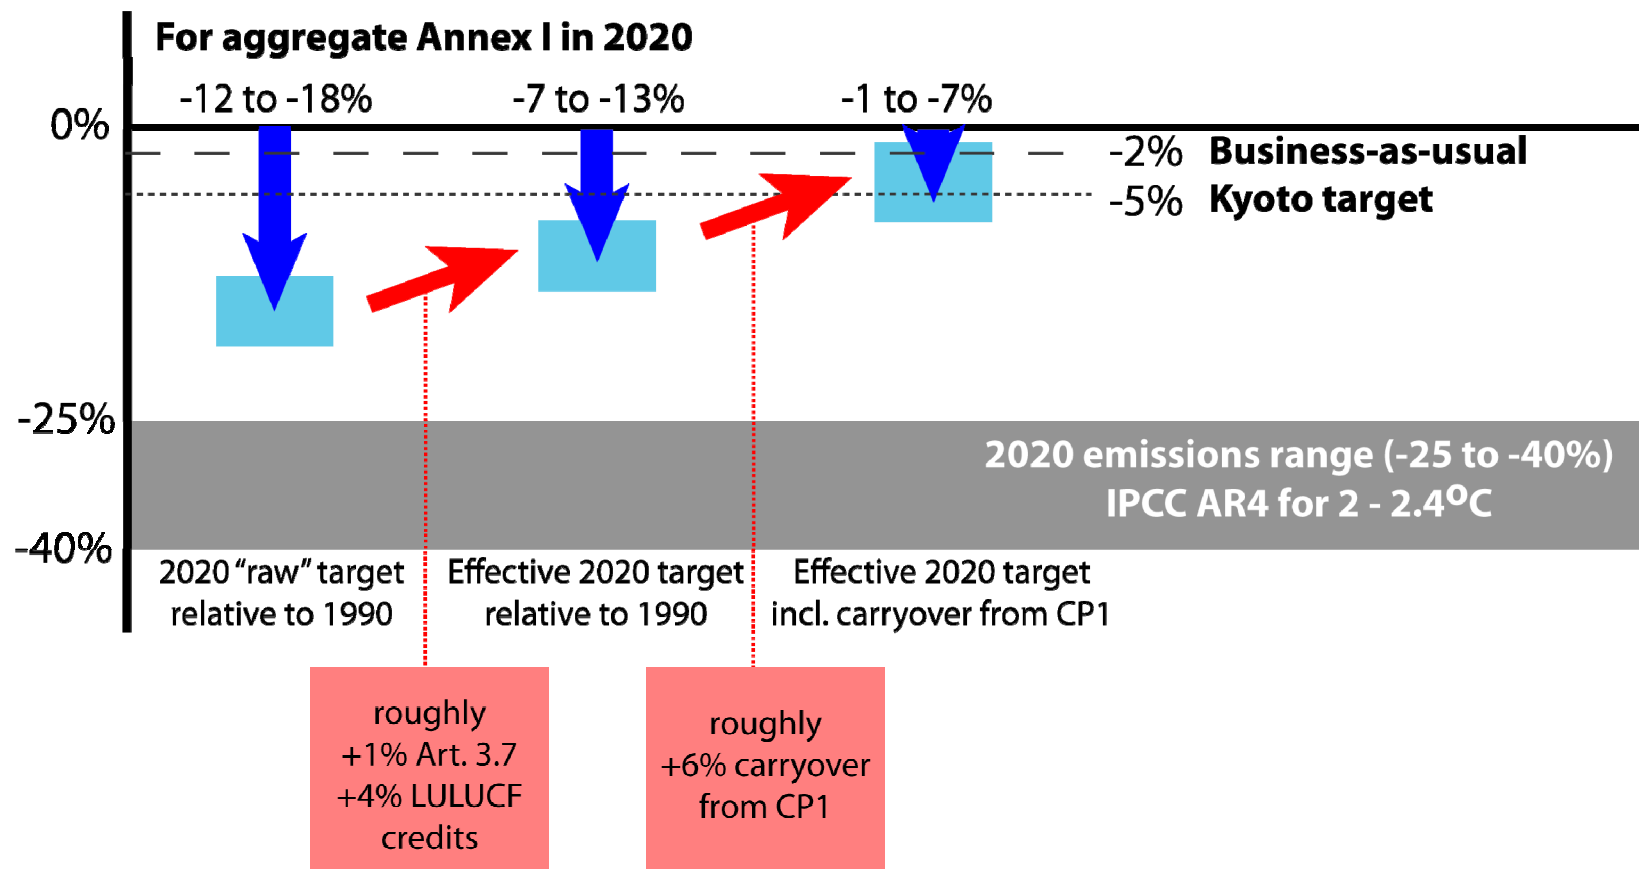 For aggregate Annex I in 2020
-12 to -18%
-7 to -13%
-1 to -7%
0%
-2% Business-as-usual
-5% Kyoto target
-25%
2020 emissions range (-25 to -40%)
IPCC AR4 for 2 - 2.4ºC
-40%
2020 “raw” target
relative to 1990
Effective 2020 target
relative to 1990
Effective 2020 target
incl. carryover from CP1
roughly
+1% Art. 3.7
+4% LULUCF
credits
roughly
+6% carryover
from CP1